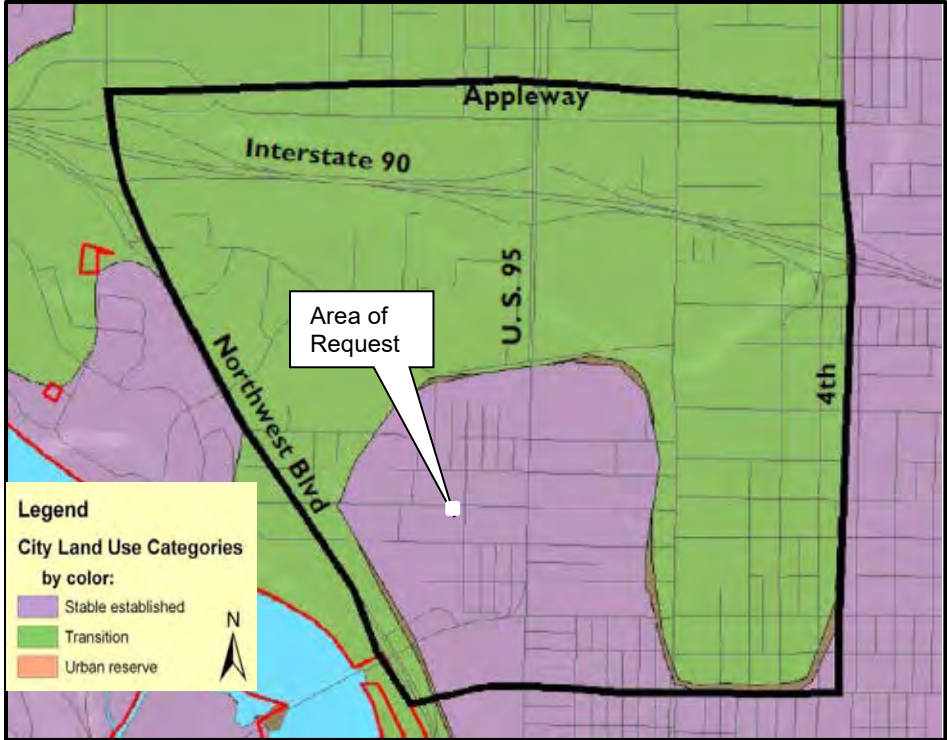 Appleway
Interstate 90
U. S. 95
Area of
Request
Northwest Blvd
4th
Legend
City Land Use Categories
by color:
Stable established
Transition
Urban reserve
N